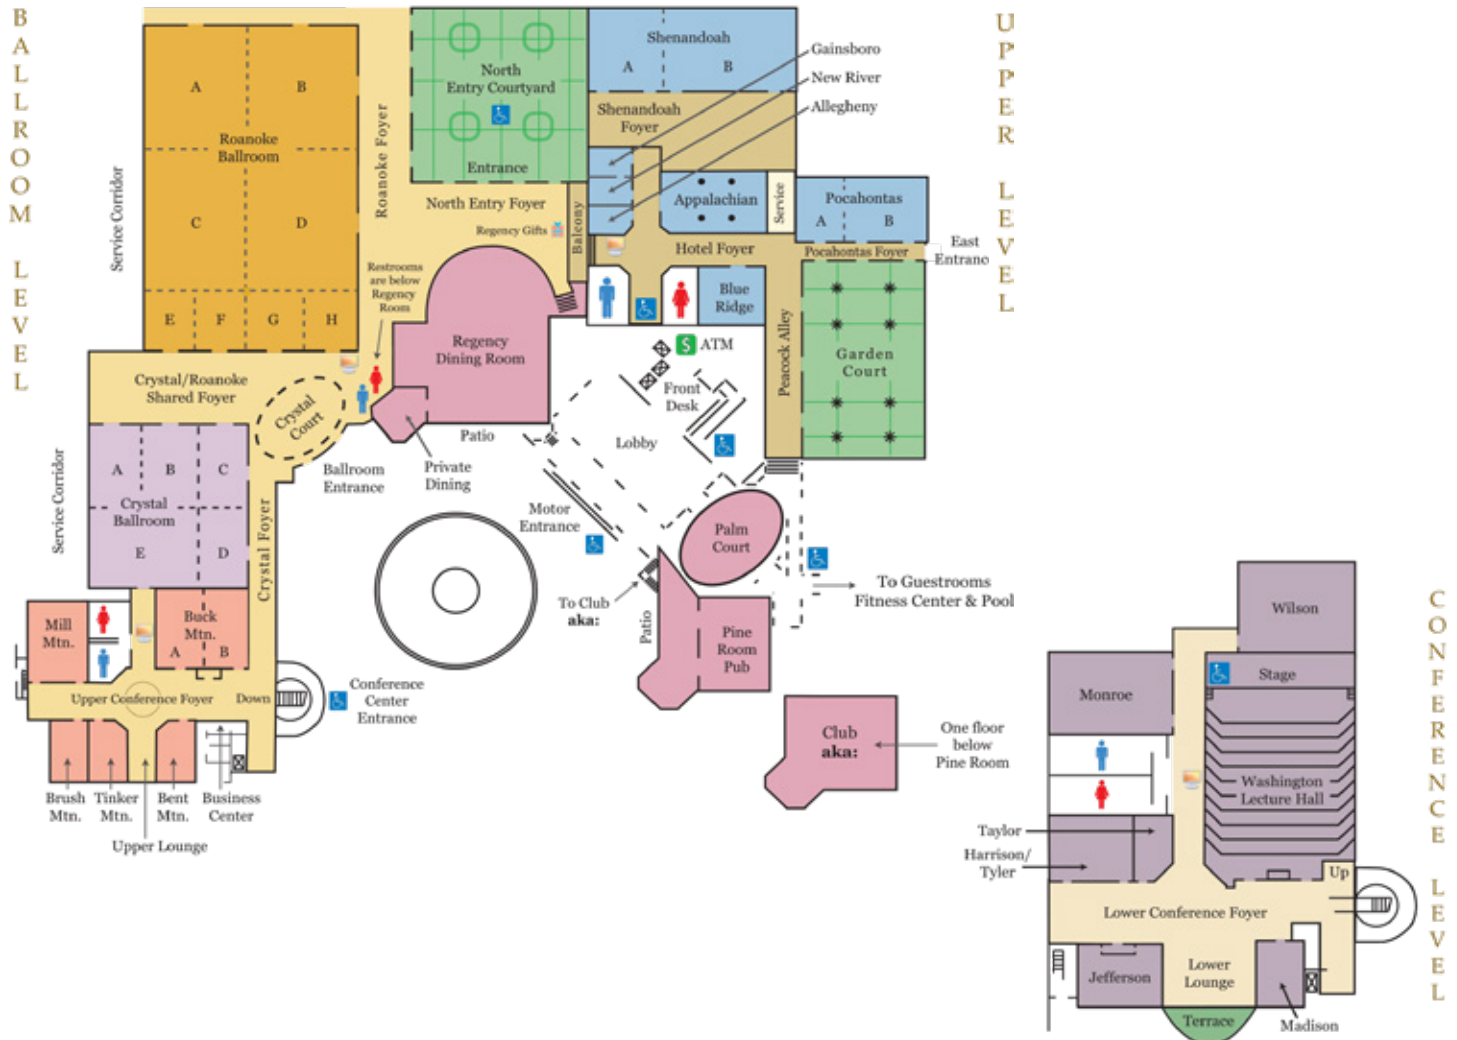 BALLROOM LEVEL
UPPER LEVEL
CONFERENCE LEVEL
A
B
Roanoke
Ballroom
C
D
E
F
G
H
Service Corridor
Roanoke Foyer
North
Entry Courtyard
Entrance
North Entry Foyer
Regency Gifts
Balcony
Shenandoah
A
B
Shenandoah
Foyer
Gainsboro
New River
Allegheny
Appalachian
Service
Pocahontas
A
B
Hotel Foyer
Pocahontas Foyer
East
Entranc
Blue
Ridge
Peacock Alley
Garden
Court
Restrooms
are below
Regency
Room
Regency
Dining Room
$ ATM
Front
Desk
Lobby
Crystal/Roanoke
Shared Foyer
Crystal
Court
Patio
Private
Dining
Ballroom
Entrance
Motor
Entrance
Service Corridor
A
B
C
Crystal
Ballroom
E
D
Crystal Foyer
Palm
Court
To Guestrooms
Fitness Center & Pool
To Club
aka:
Patio
Pine
Room
Pub
Mill
Mtn.
Buck
Mtn.
A
B
Upper Conference Foyer
Down
Conference
Center
Entrance
Brush
Mtn.
Tinker
Mtn.
Bent
Mtn.
Business
Center
Upper Lounge
Club
aka:
One floor
below
Pine Room
Wilson
Stage
Monroe
Washington
Lecture Hall
Taylor
Harrison/
Tyler
Up
Lower Conference Foyer
Jefferson
Lower
Lounge
Terrace
Madison